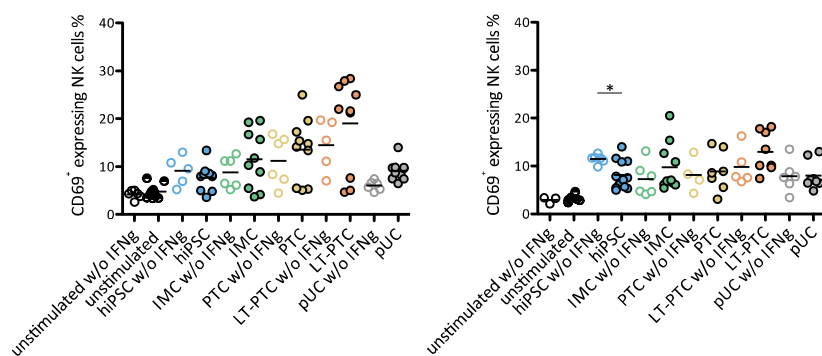 40
30
20
10
0
CD69+ expressing NK cells %
unstimulated w/o IFNg
unstimulated
hiPSC w/o IFNg
hiPSC
IMC w/o IFNg
IMC
PTC w/o IFNg
PTC
LT-PTC w/o IFNg
LT-PTC
pUC w/o IFNg
pUC
40
30
20
10
0
CD69+ expressing NK cells %
*
unstimulated w/o IFNg
unstimulated
hiPSC w/o IFNg
hiPSC
IMC w/o IFNg
IMC
PTC w/o IFNg
PTC
LT-PTC w/o IFNg
LT-PTC
pUC w/o IFNg
pUC